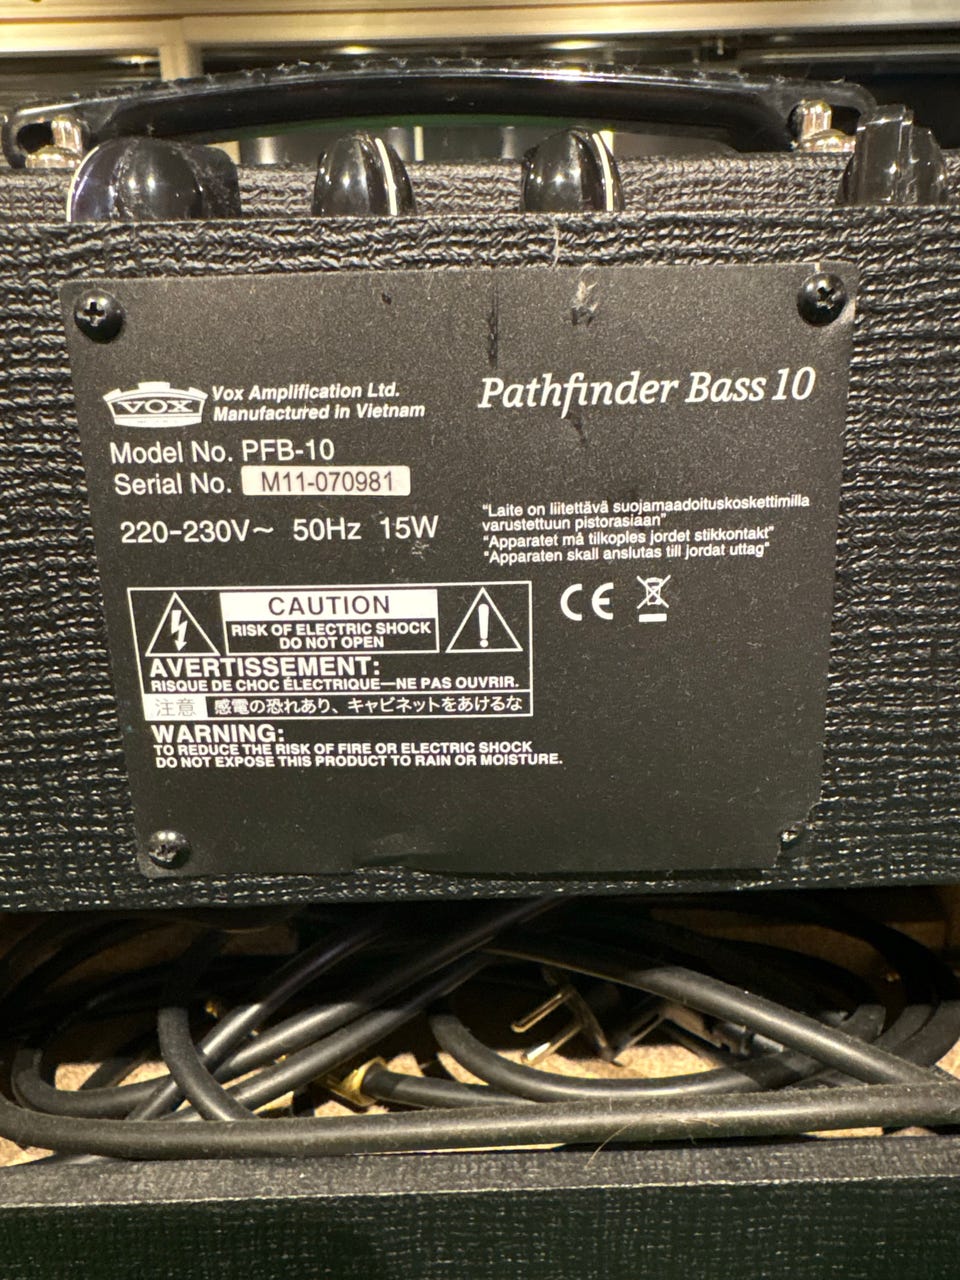 VOX
Vox Amplification Ltd.
Manufactured in Vietnam
Pathfinder Bass 10
Model No. PFB-10
Serial No. M11-070981
220-230V~ 50Hz 15W
"Laite on liitettävä suojamaadoituskoskettimilla
varustettuun pistorasiaan"
"Apparatet må tilkoples jordet stikkontakt"
"Apparaten skall anslutas till jordat uttag"
CE
CAUTION
RISK OF ELECTRIC SHOCK
DO NOT OPEN
AVERTISSEMENT:
RISQUE DE CHOC ÉLECTRIQUE—NE PAS OUVRIR.
注意 感電の恐れあり、キャビネットをあけるな
WARNING:
TO REDUCE THE RISK OF FIRE OR ELECTRIC SHOCK
DO NOT EXPOSE THIS PRODUCT TO RAIN OR MOISTURE.